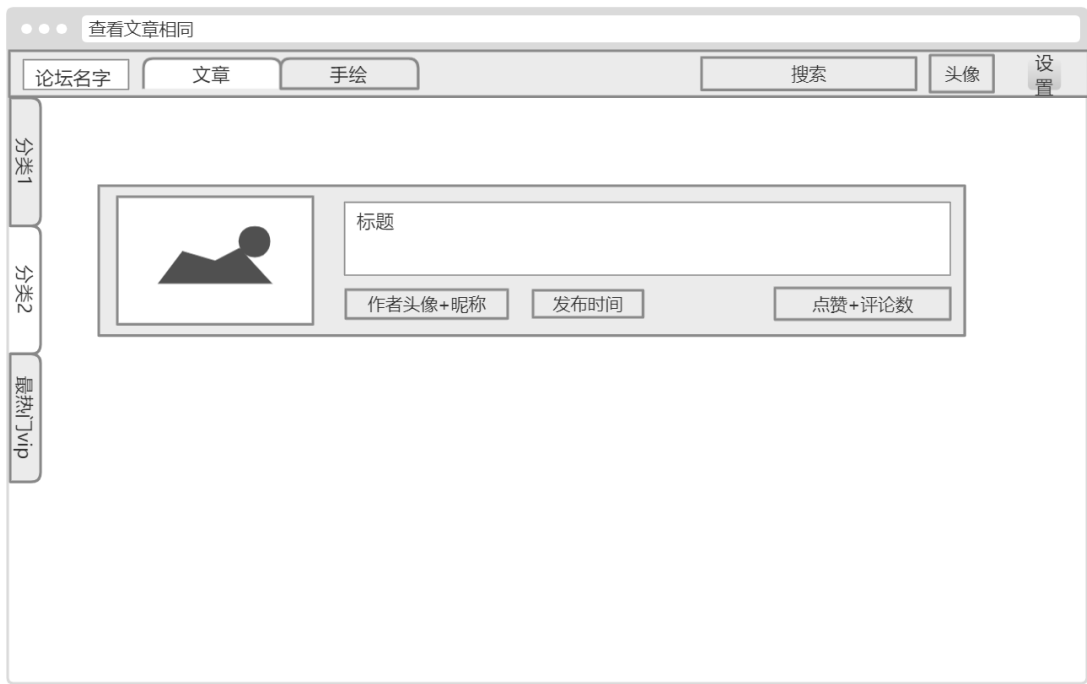 查看文章相同
论坛名字
文章
手绘
搜索
头像
设
置
分类1
分类2
最热门vip
标题
作者头像+昵称
发布时间
点赞+评论数